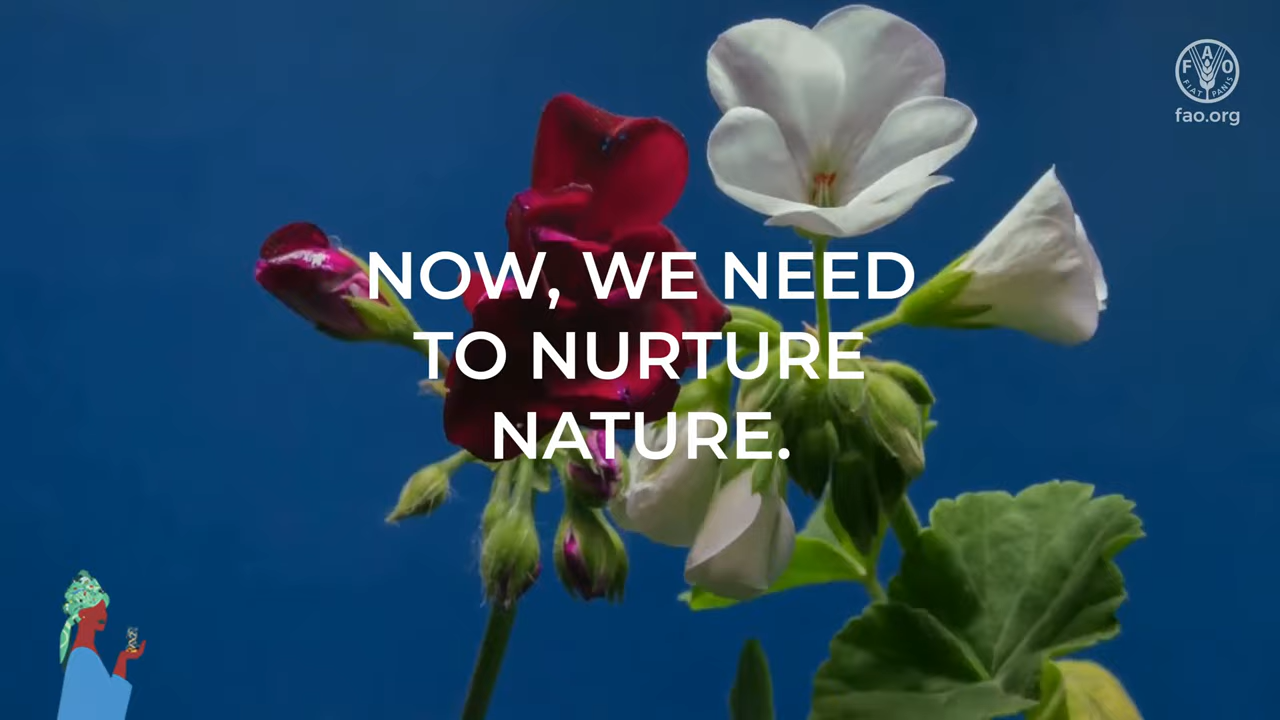 FAO
FIAT PANIS
fao.org
NOW, WE NEED
TO NURTURE
NATURE.